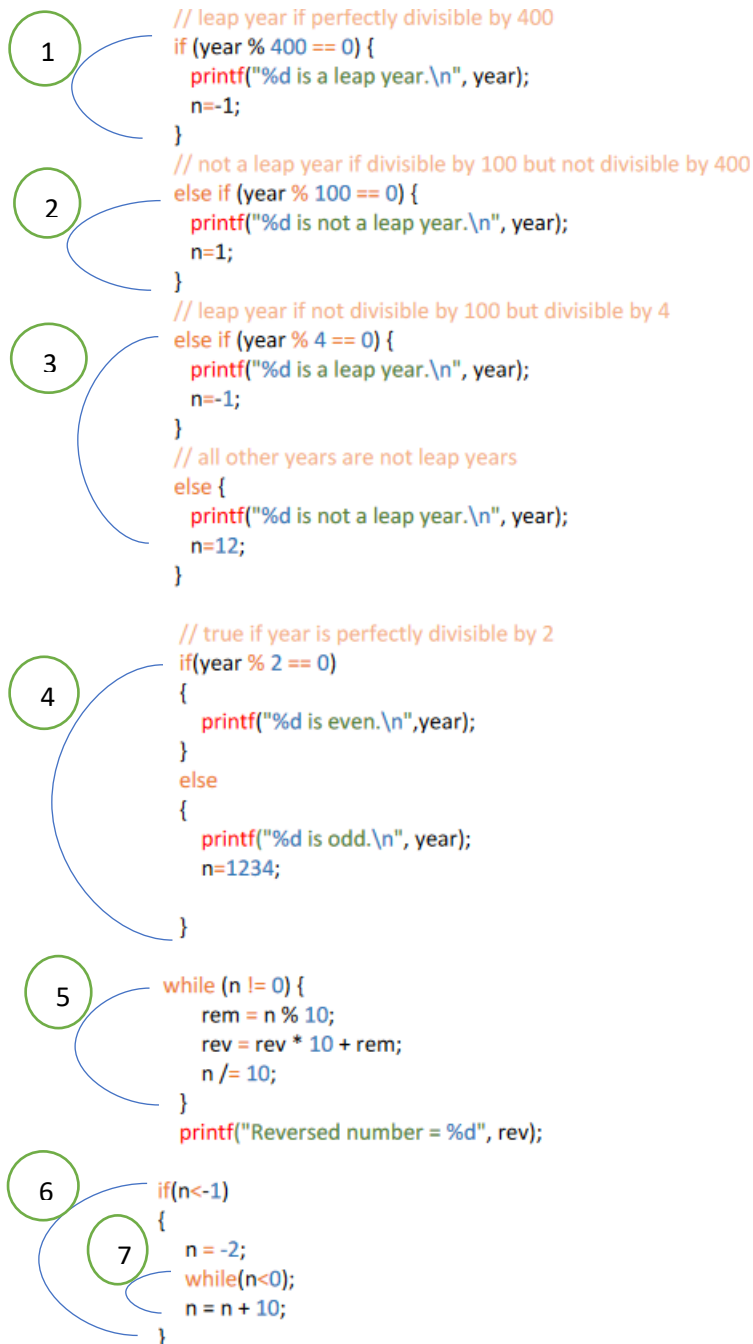 // leap year if perfectly divisible by 400
1
if (year % 400 == 0) {
printf("%d is a leap year.\n", year);
n=-1;
}
// not a leap year if divisible by 100 but not divisible by 400
2
else if (year % 100 == 0) {
printf("%d is not a leap year.\n", year);
n=1;
}
// leap year if not divisible by 100 but divisible by 4
3
else if (year % 4 == 0) {
printf("%d is a leap year.\n", year);
n=-1;
}
// all other years are not leap years
else {
printf("%d is not a leap year.\n", year);
n=12;
}
// true if year is perfectly divisible by 2
4
if(year % 2 == 0)
{
printf("%d is even.\n",year);
}
else
{
printf("%d is odd.\n", year);
n=1234;
}
5
while (n != 0) {
rem = n % 10;
rev = rev * 10 + rem;
n /= 10;
}
printf("Reversed number = %d", rev);
6
if(n<-1)
{
7
n = -2;
while(n<0);
n = n + 10;
}